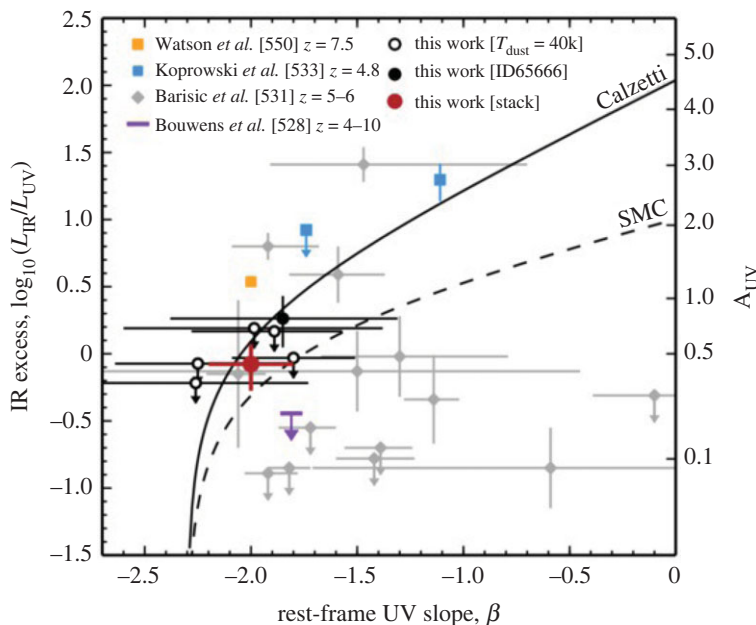 2.5
2.0
1.5
1.0
0.5
0
−0.5
−1.0
−1.5
IR excess, log10 (LIR/LUV)
Watson et al. [550] z = 7.5
Koprowski et al. [533] z = 4.8
Barisic et al. [531] z = 5–6
Bouwens et al. [528] z = 4–10
this work [Tdust = 40k]
this work [ID65666]
this work [stack]
Calzetti
SMC
5.0
4.0
3.0
2.0
1.0
0.5
0.1
AUV
−2.5
−2.0
−1.5
−1.0
−0.5
0
rest-frame UV slope, β